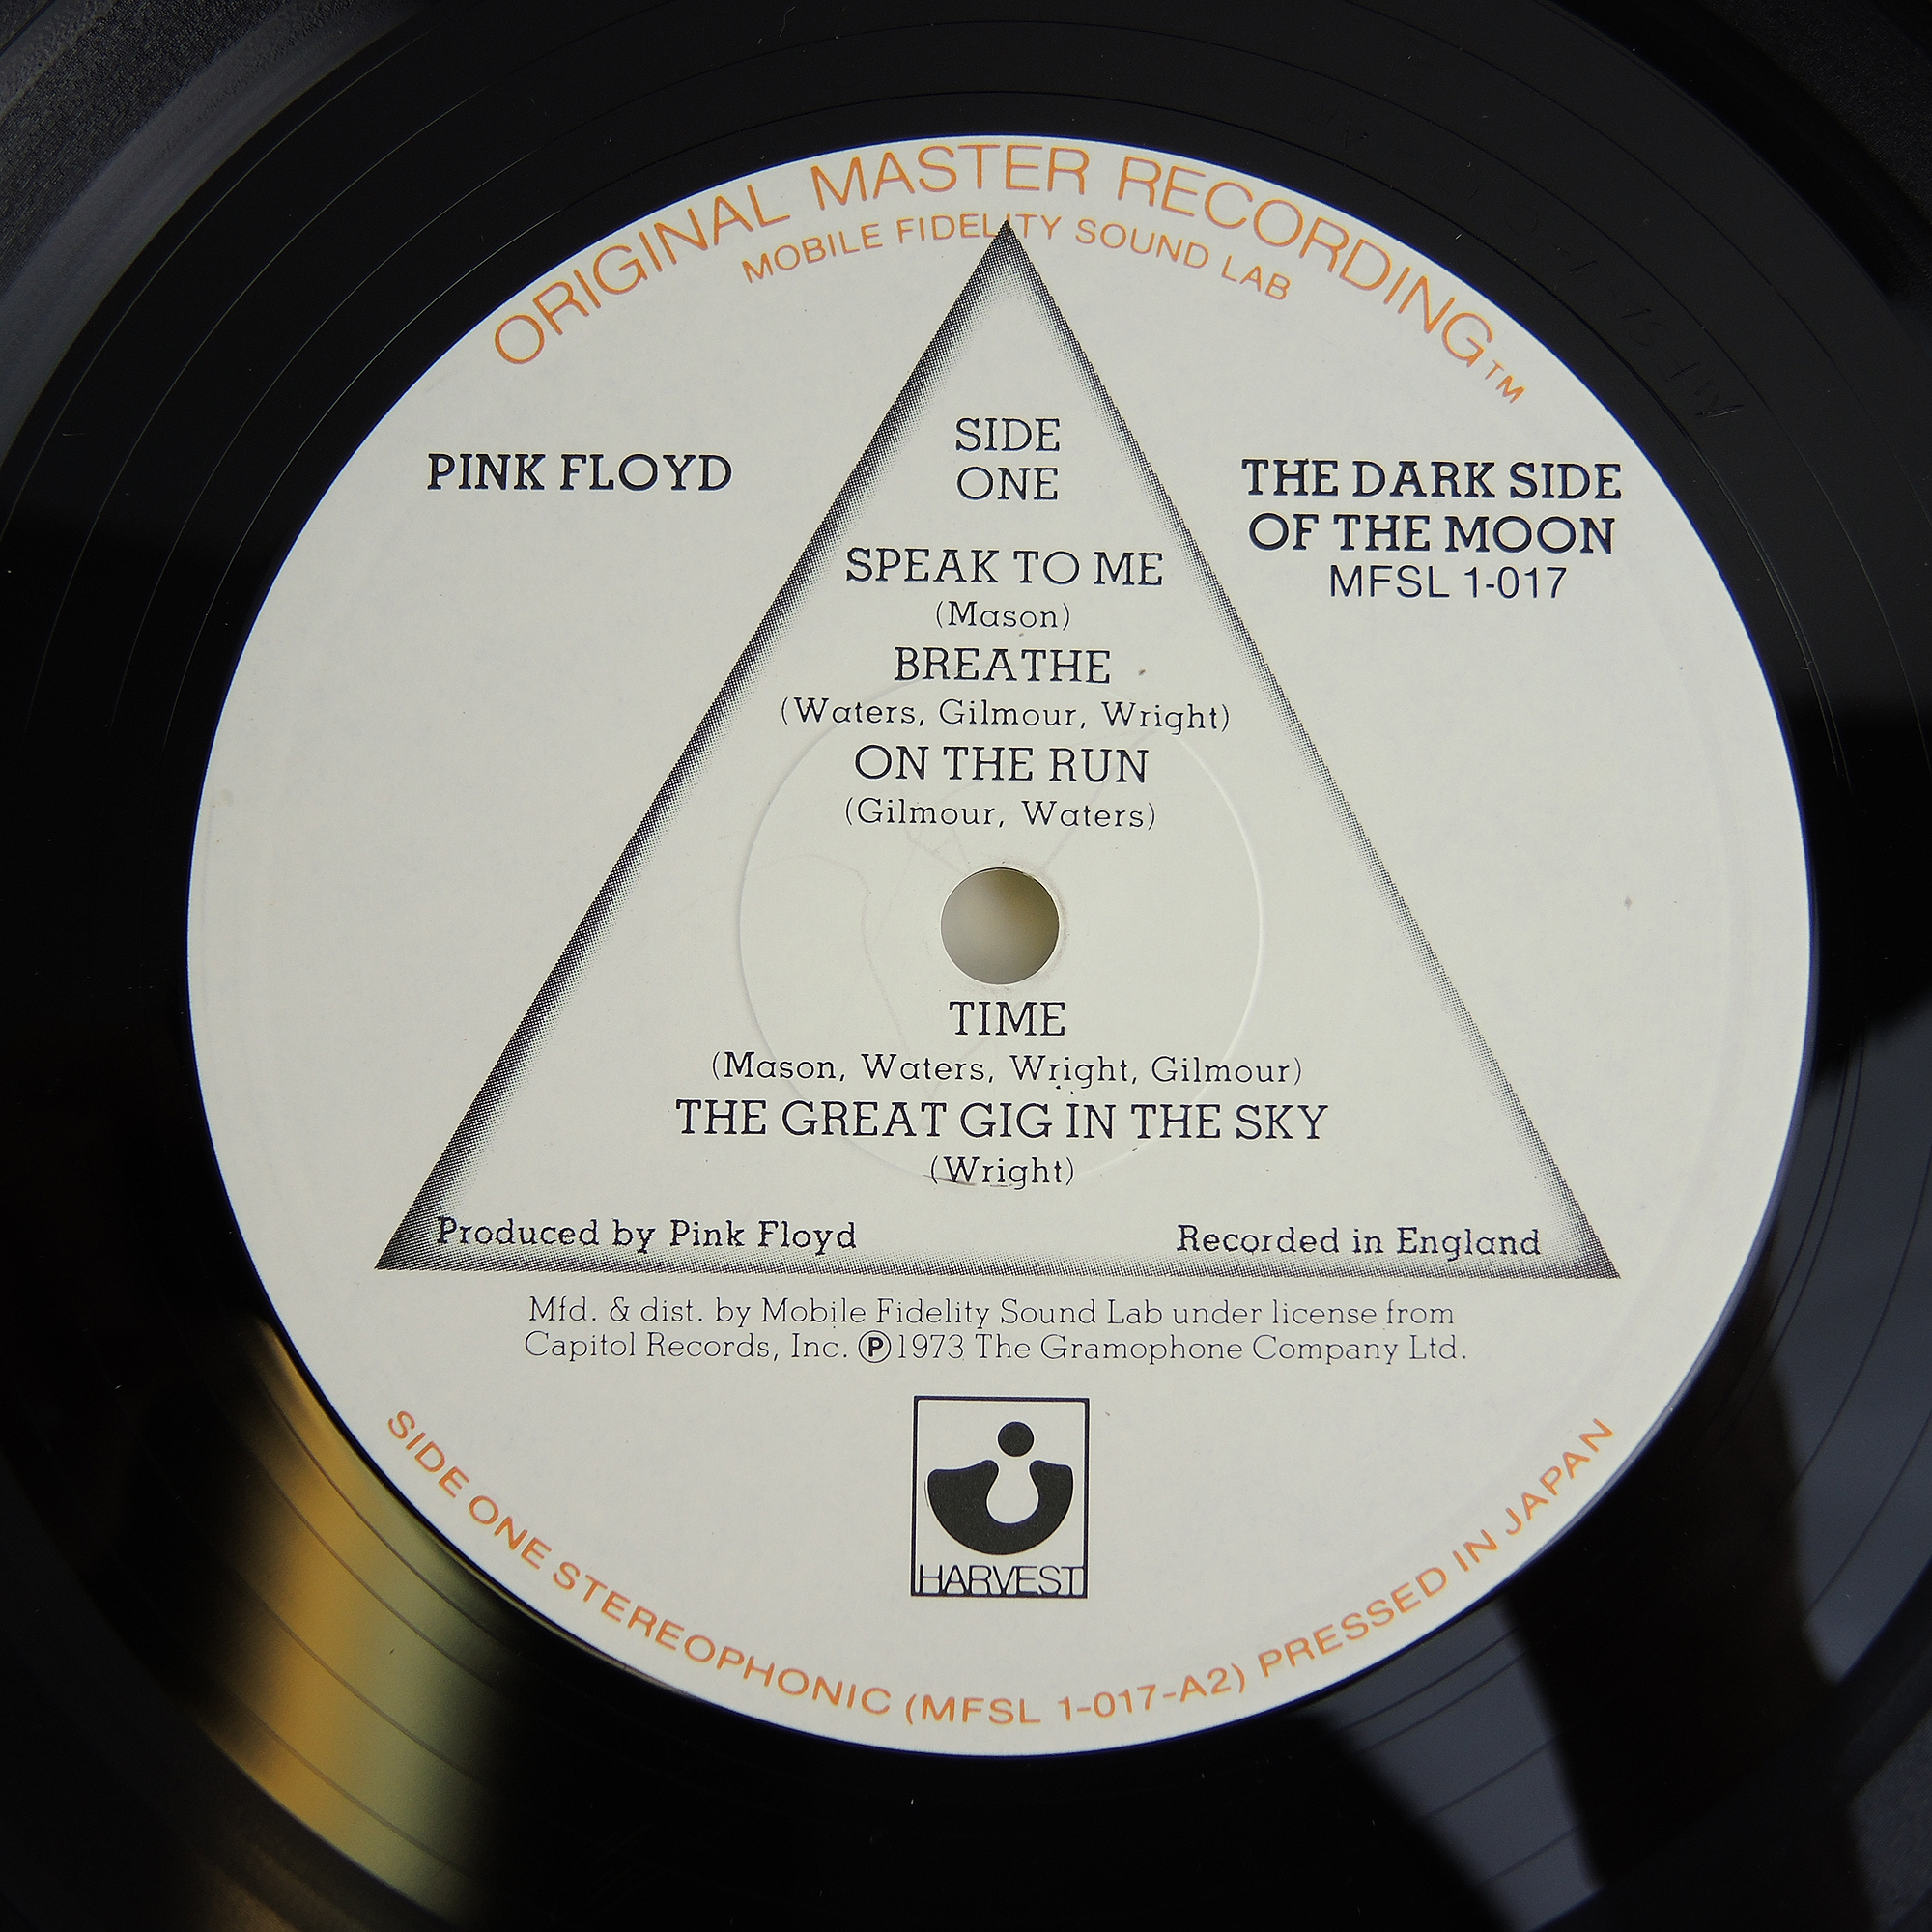 ORIGINAL MASTER RECORDING™
MOBILE FIDELITY SOUND LAB
SIDE
ONE
PINK FLOYD
THE DARK SIDE
OF THE MOON
MFSL 1-017
SPEAK TO ME
(Mason)
BREATHE
(Waters, Gilmour, Wright)
ON THE RUN
(Gilmour, Waters)
TIME
(Mason, Waters, Wright, Gilmour)
THE GREAT GIG IN THE SKY
(Wright)
Produced by Pink Floyd
Recorded in England
Mfd. & dist. by Mobile Fidelity Sound Lab under license from
Capitol Records, Inc. Ⓟ1973 The Gramophone Company Ltd.
HARVEST
SIDE ONE STEREOPHONIC (MFSL 1-017-A2) PRESSED IN JAPAN